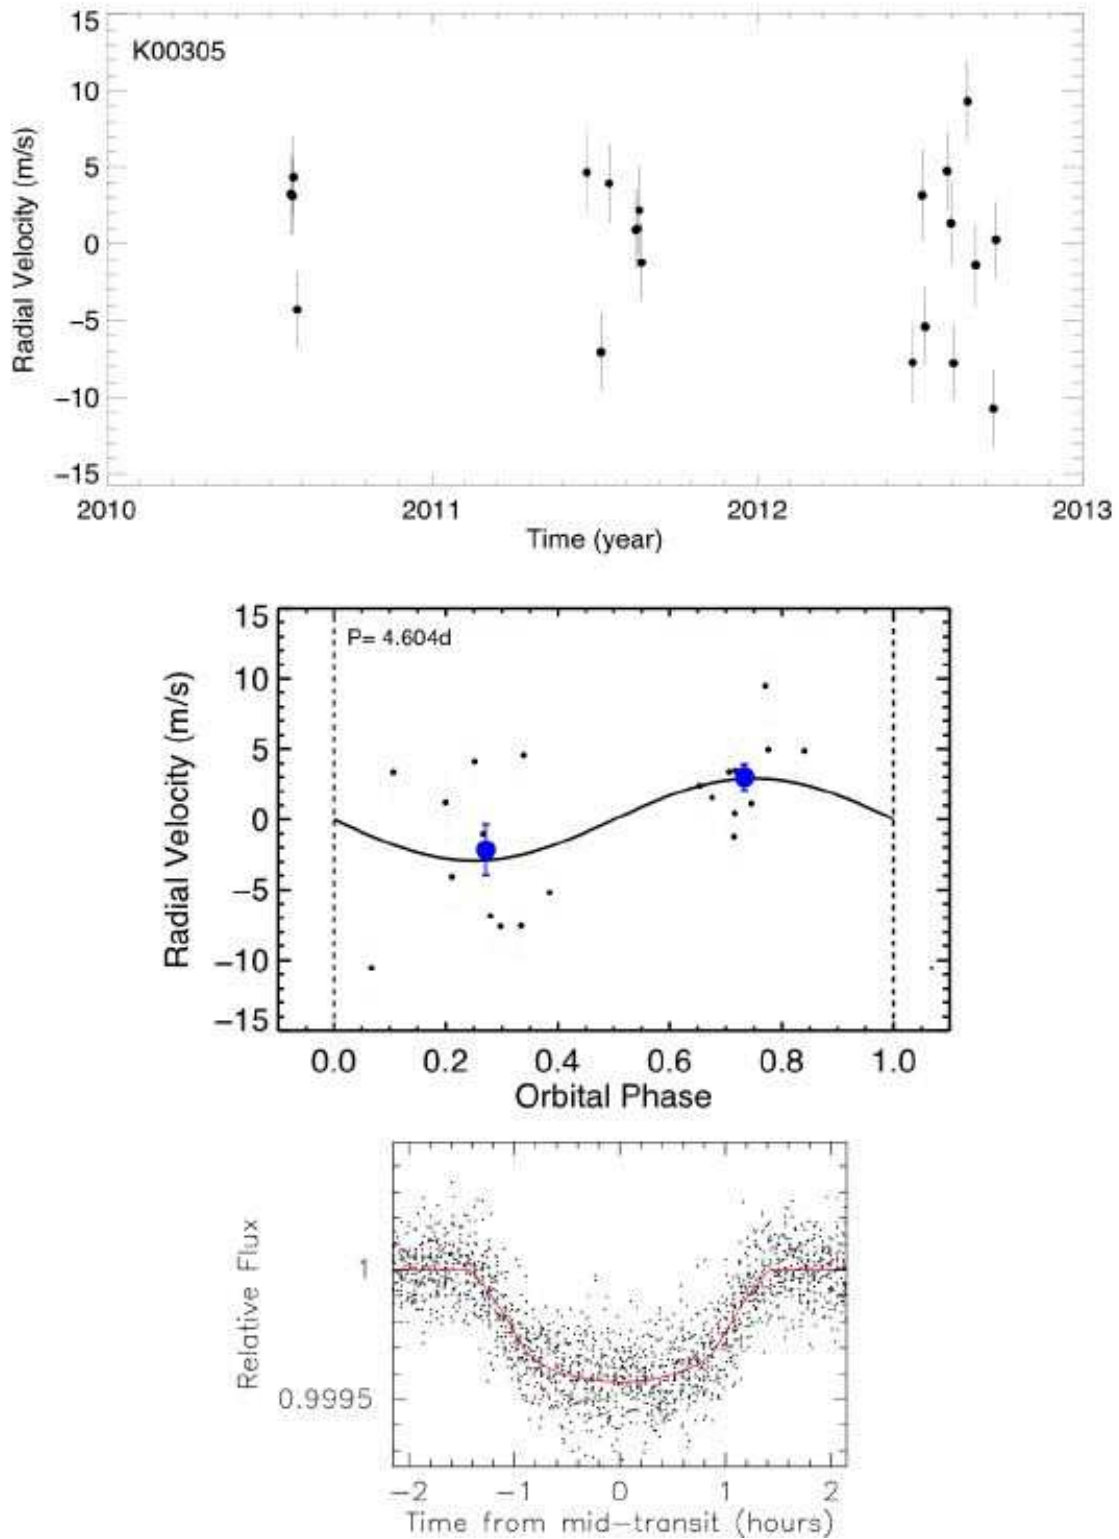 K00305
15
10
5
0
−5
−10
−15
Radial Velocity (m/s)
2010 2011 2012 2013
Time (year)
P= 4.604d
15
10
5
0
−5
−10
−15
Radial Velocity (m/s)
0.0 0.2 0.4 0.6 0.8 1.0
Orbital Phase
1
0.9995
Relative Flux
−2 −1 0 1 2
Time from mid−transit (hours)